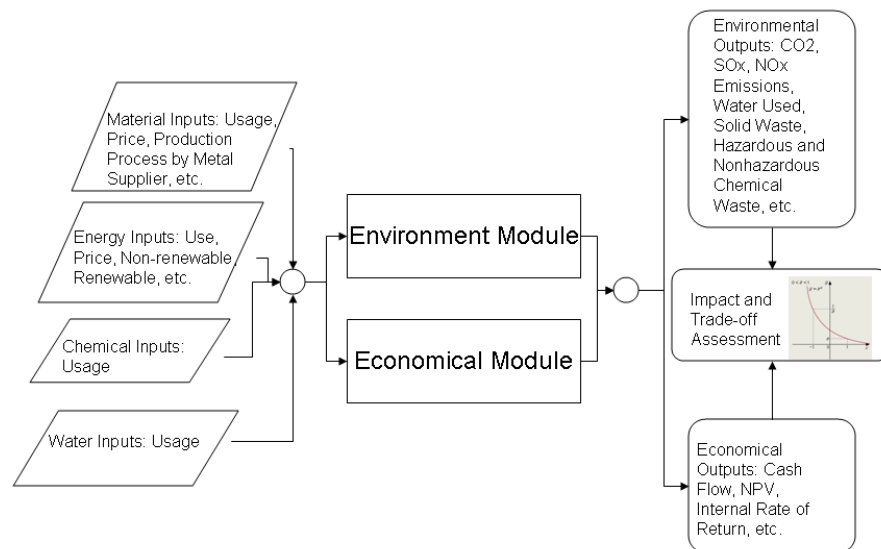 Material Inputs: Usage,
Price, Production
Process by Metal
Supplier, etc.
Energy Inputs: Use,
Price, Non-renewable,
Renewable, etc.
Chemical Inputs:
Usage
Water Inputs: Usage
Environment Module
Economical Module
Environmental
Outputs: CO2,
SOx, NOx
Emissions,
Water Used,
Solid Waste,
Hazardous and
Nonhazardous
Chemical
Waste, etc.
Impact and
Trade-off
Assessment
Economical
Outputs: Cash
Flow, NPV,
Internal Rate of
Return, etc.